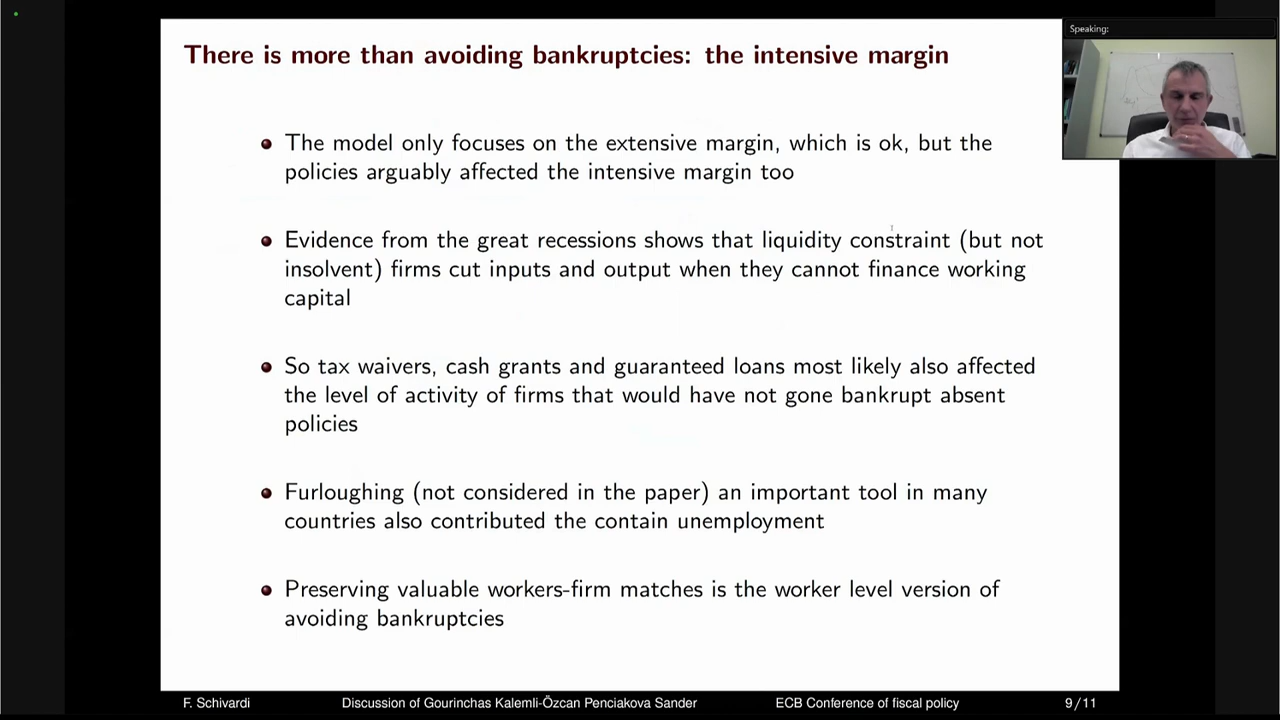 There is more than avoiding bankruptcies: the intensive margin
Speaking:
The model only focuses on the extensive margin, which is ok, but the
policies arguably affected the intensive margin too
Evidence from the great recessions shows that liquidity constraint (but not
insolvent) firms cut inputs and output when they cannot finance working
capital
So tax waivers, cash grants and guaranteed loans most likely also affected
the level of activity of firms that would have not gone bankrupt absent
policies
Furloughing (not considered in the paper) an important tool in many
countries also contributed the contain unemployment
Preserving valuable workers-firm matches is the worker level version of
avoiding bankruptcies
F. Schivardi
Discussion of Gourinchas Kalemli-Özcan Penciakova Sander
ECB Conference of fiscal policy
9/11